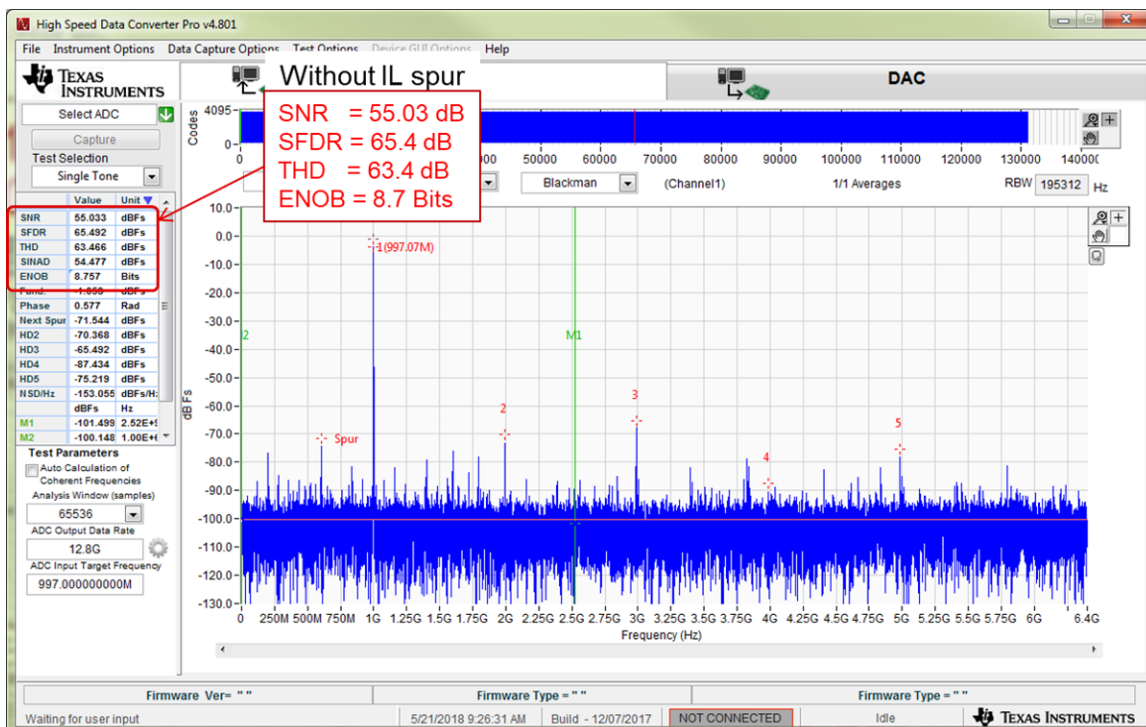 High Speed Data Converter Pro v4.801
File Instrument Options Data Capture Options Test Options Device GUI Options Help
TEXAS INSTRUMENTS
Without IL spur
DAC
SNR = 55.03 dB
SFDR = 65.4 dB
THD = 63.4 dB
ENOB = 8.7 Bits
Select ADC
Capture
Test Selection
Single Tone
Codes
4095
0
0 50000 60000 70000 80000 90000 100000 110000 120000 130000
Blackman (Channel1) 1/1 Averages RBW 195312 Hz
Value Unit
SNR 55.033 dBFs
SFDR 65.492 dBFs
THD 63.466 dBFs
SINAD 54.477 dBFs
ENOB 8.757 Bits
Fund. dBFs
Phase 0.577 Rad
Next Spur -71.544 dBFs
HD2 -70.368 dBFs
HD3 -65.492 dBFs
HD4 -87.434 dBFs
HD5 -75.219 dBFs
NSD/Hz -153.055 dBFs/H
dBFs Hz
M1 -101.499 2.52E+
M2 -100.148 1.00E+
Test Parameters
Auto Calculation of
Coherent Frequencies
Analysis Window (samples)
65536
ADC Output Data Rate
12.8G
ADC Input Target Frequency
997.000000000M
dB Fs
10.0
0.0
-10.0
-20.0
-30.0
-40.0
-50.0
-60.0
-70.0
-80.0
-90.0
-100.0
-110.0
-120.0
-130.0
1(997.07M)
2
M1
Spur
2
3
4
5
0 250M 500M 750M 1G 1.25G 1.5G 1.75G 2G 2.25G 2.5G 2.75G 3G 3.25G 3.5G 3.75G 4G 4.25G 4.5G 4.75G 5G 5.25G 5.5G 5.75G 6G 6.4G
Frequency (Hz)
Firmware Ver= " " Firmware Type = " " Firmware Type = " "
Waiting for user input 5/21/2018 9:26:31 AM Build - 12/07/2017 NOT CONNECTED Idle TEXAS INSTRUMENTS